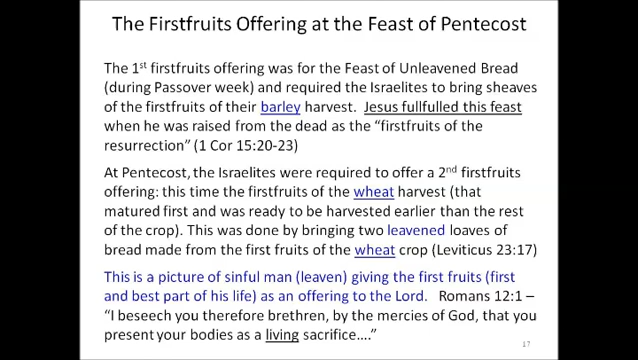 The Firstfruits Offering at the Feast of Pentecost
The 1st firstfruits offering was for the Feast of Unleavened Bread
(during Passover week) and required the Israelites to bring sheaves
of the firstfruits of their barley harvest. Jesus fullfulled this feast
when he was raised from the dead as the “firstfruits of the
resurrection” (1 Cor 15:20-23)
At Pentecost, the Israelites were required to offer a 2nd firstfruits
offering: this time the firstfruits of the wheat harvest (that
matured first and was ready to be harvested earlier than the rest
of the crop). This was done by bringing two leavened loaves of
bread made from the first fruits of the wheat crop (Leviticus 23:17)
This is a picture of sinful man (leaven) giving the first fruits (first
and best part of his life) as an offering to the Lord. Romans 12:1 –
“I beseech you therefore brethren, by the mercies of God, that you
present your bodies as a living sacrifice....”
17